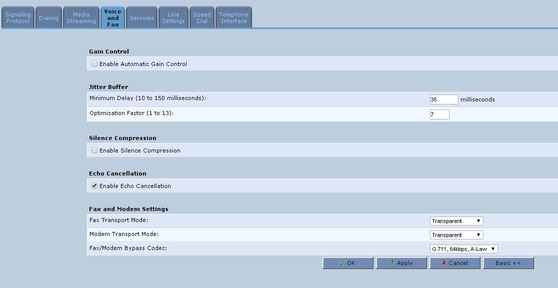 Signaling Protocol
Dialing
Media Streaming
Voice and Fax
Services
Line Settings
Speed Dial
Telephone Interface
Gain Control
Enable Automatic Gain Control
Jitter Buffer
Minimum Delay (10 to 150 milliseconds): 35 milliseconds
Optimization Factor (1 to 13): 7
Silence Compression
Enable Silence Compression
Echo Cancellation
Enable Echo Cancellation
Fax and Modem Settings
Fax Transport Mode: Transparent
Modem Transport Mode: Transparent
Fax/Modem Bypass Codec: G.711, 64kbps, A-Law
OK Apply Cancel Basic <<